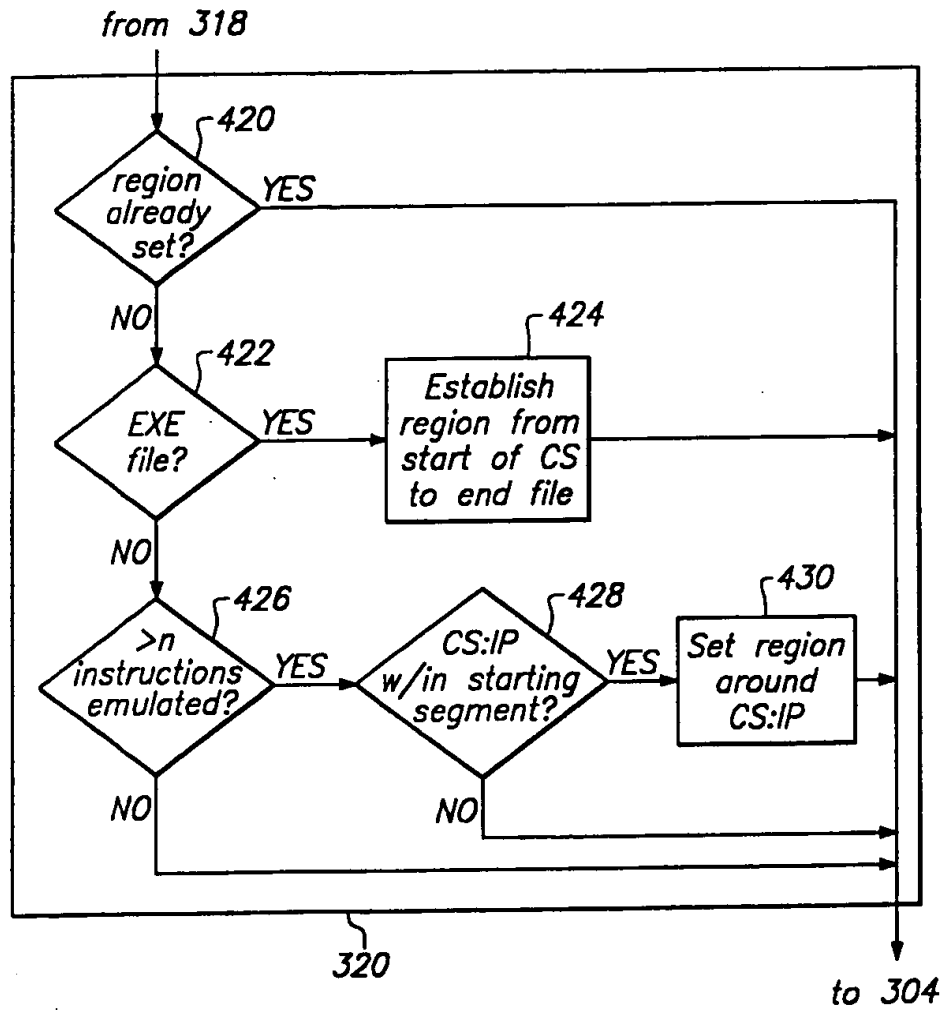 from 318
420
region
already
set?
YES
NO
422
EXE
file?
YES
424
Establish
region from
start of CS
to end file
NO
426
>n
instructions
emulated?
YES
428
CS:IP
w/in starting
segment?
YES
430
Set region
around
CS:IP
NO
NO
320
to 304